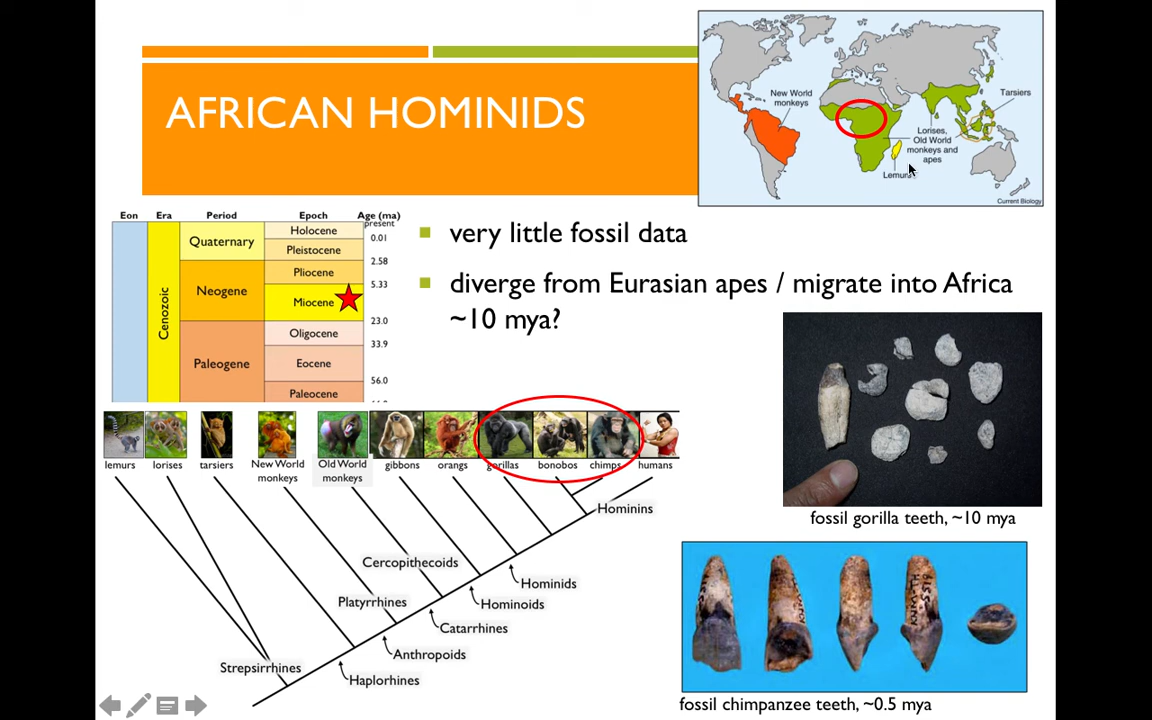 AFRICAN HOMINIDS
New World
monkeys
Tarsiers
Lorises,
Old World
monkeys and
apes
Lemurs
Current Biology
Eon Era Period Epoch Age (ma)
present
Holocene
0.01
Quaternary
Pleistocene
2.58
Pliocene
5.33
Neogene
Miocene
23.0
Cenozoic
Oligocene
33.9
Paleogene
Eocene
56.0
Paleocene
very little fossil data
diverge from Eurasian apes / migrate into Africa
~10 mya?
lemurs lorises tarsiers New World monkeys Old World monkeys gibbons orangs gorillas bonobos chimps humans
Hominins
Cercopithecoids
Hominids
Platyrrhines
Hominoids
Catarrhines
Anthropoids
Strepsirrhines
Haplorhines
fossil gorilla teeth, ~10 mya
fossil chimpanzee teeth, ~0.5 mya